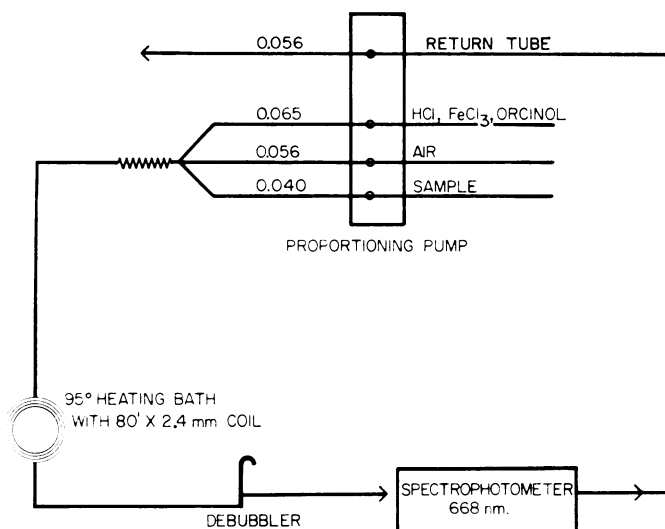 0.056 RETURN TUBE
0.065 HCl, FeCl3, ORCINOL
0.056 AIR
0.040 SAMPLE
PROPORTIONING PUMP
95° HEATING BATH
WITH 80' X 2.4 mm COIL
DEBUBBLER
SPECTROPHOTOMETER
668 nm.